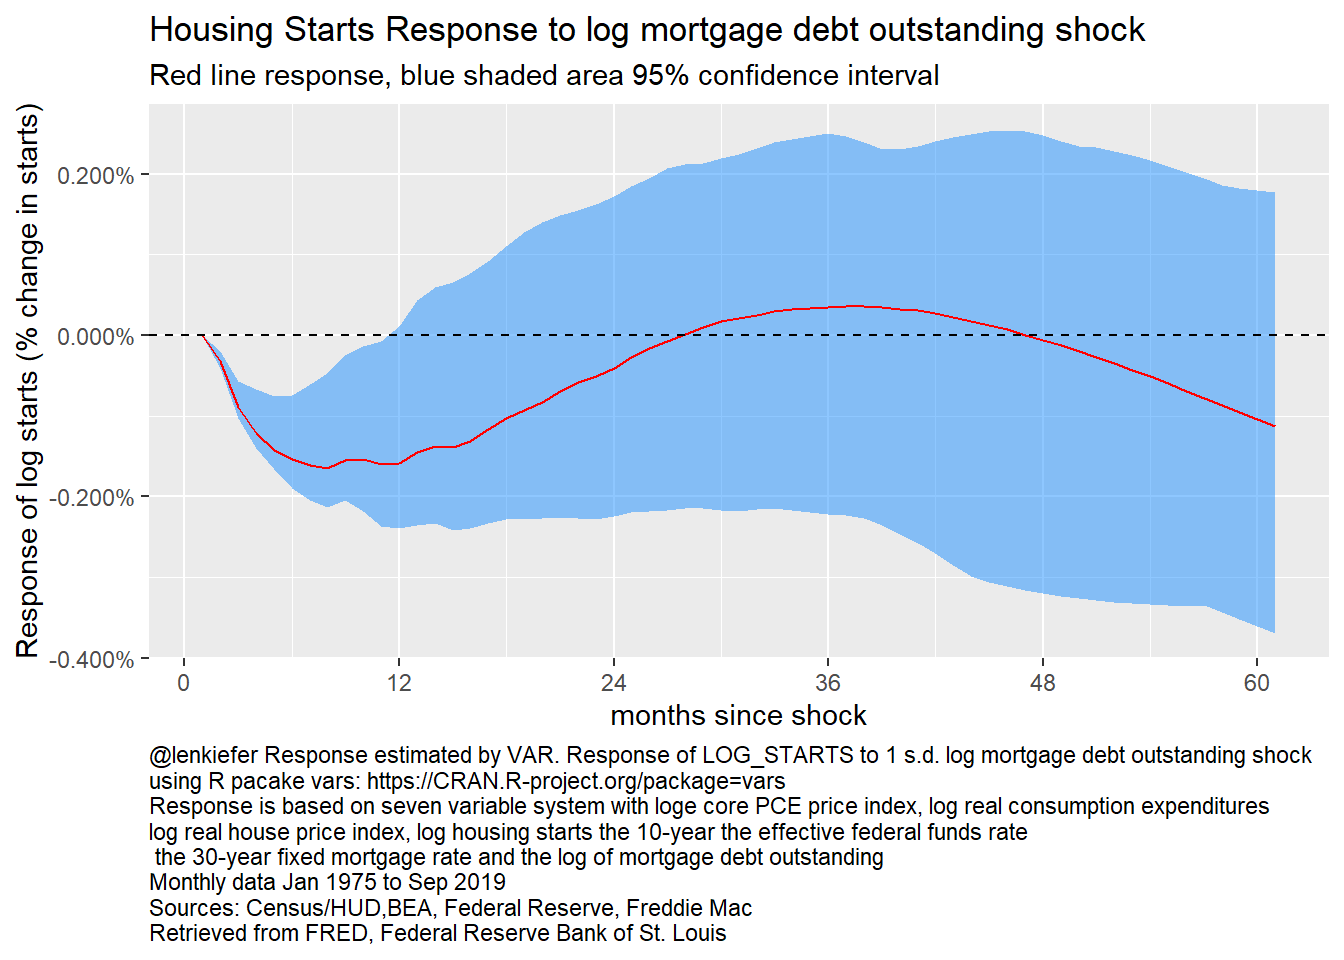 Housing Starts Response to log mortgage debt outstanding shock
Red line response, blue shaded area 95% confidence interval
Response of log starts (% change in starts)
0.200%
0.000%
-0.200%
-0.400%
0 12 24 36 48 60
months since shock
@lenkiefer Response estimated by VAR. Response of LOG_STARTS to 1 s.d. log mortgage debt outstanding shock
using R pacake vars: https://CRAN.R-project.org/package=vars
Response is based on seven variable system with loge core PCE price index, log real consumption expenditures
log real house price index, log housing starts the 10-year the effective federal funds rate
the 30-year fixed mortgage rate and the log of mortgage debt outstanding
Monthly data Jan 1975 to Sep 2019
Sources: Census/HUD,BEA, Federal Reserve, Freddie Mac
Retrieved from FRED, Federal Reserve Bank of St. Louis